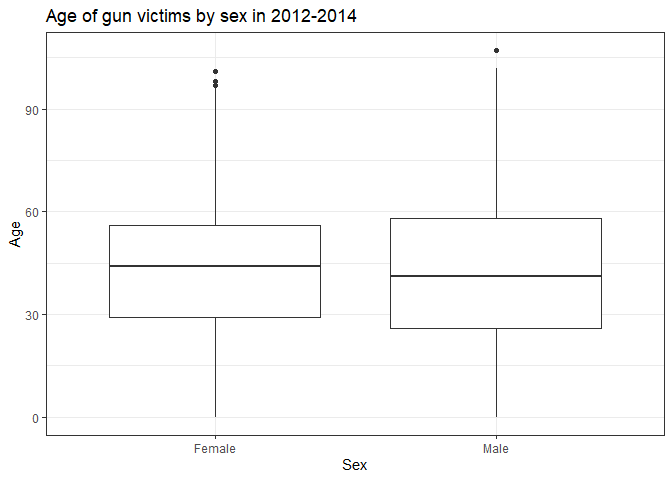 Age of gun victims by sex in 2012-2014
90
60
30
0
Age
Female
Male
Sex